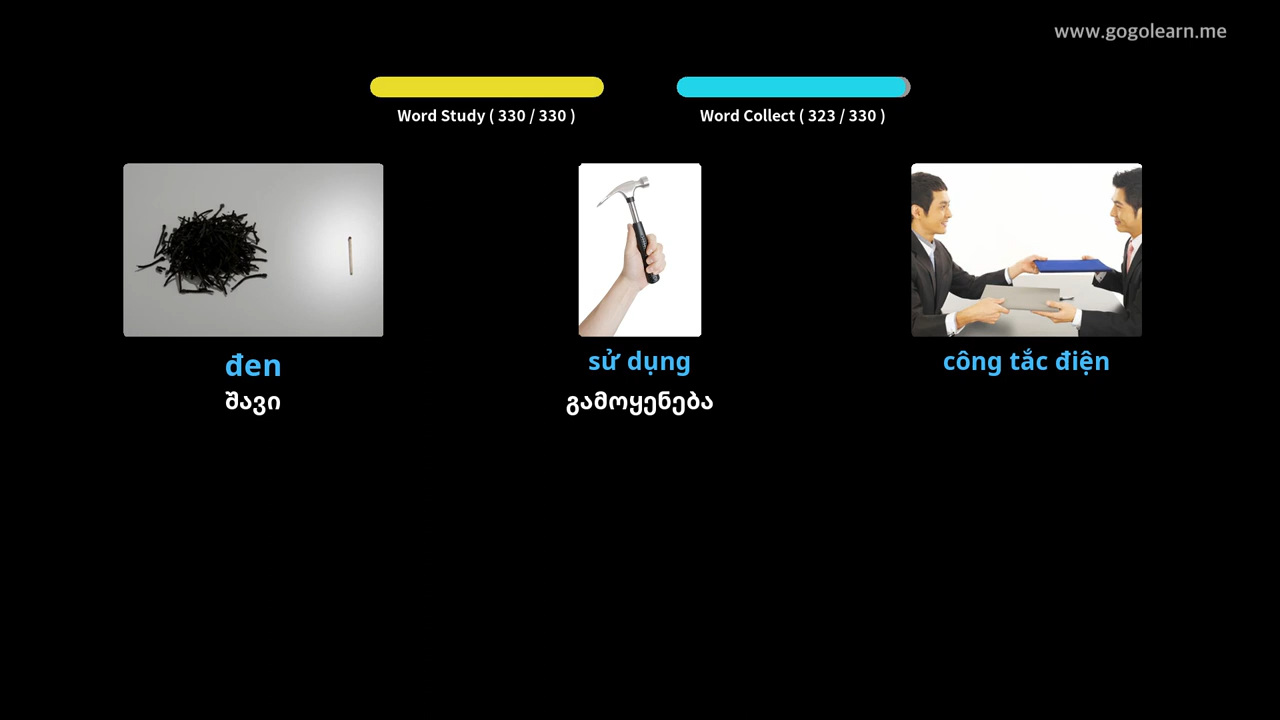 www.gogolearn.me
Word Study ( 330 / 330 )
Word Collect ( 323 / 330 )
đen
შავი
sử dụng
გამოყენება
công tắc điện